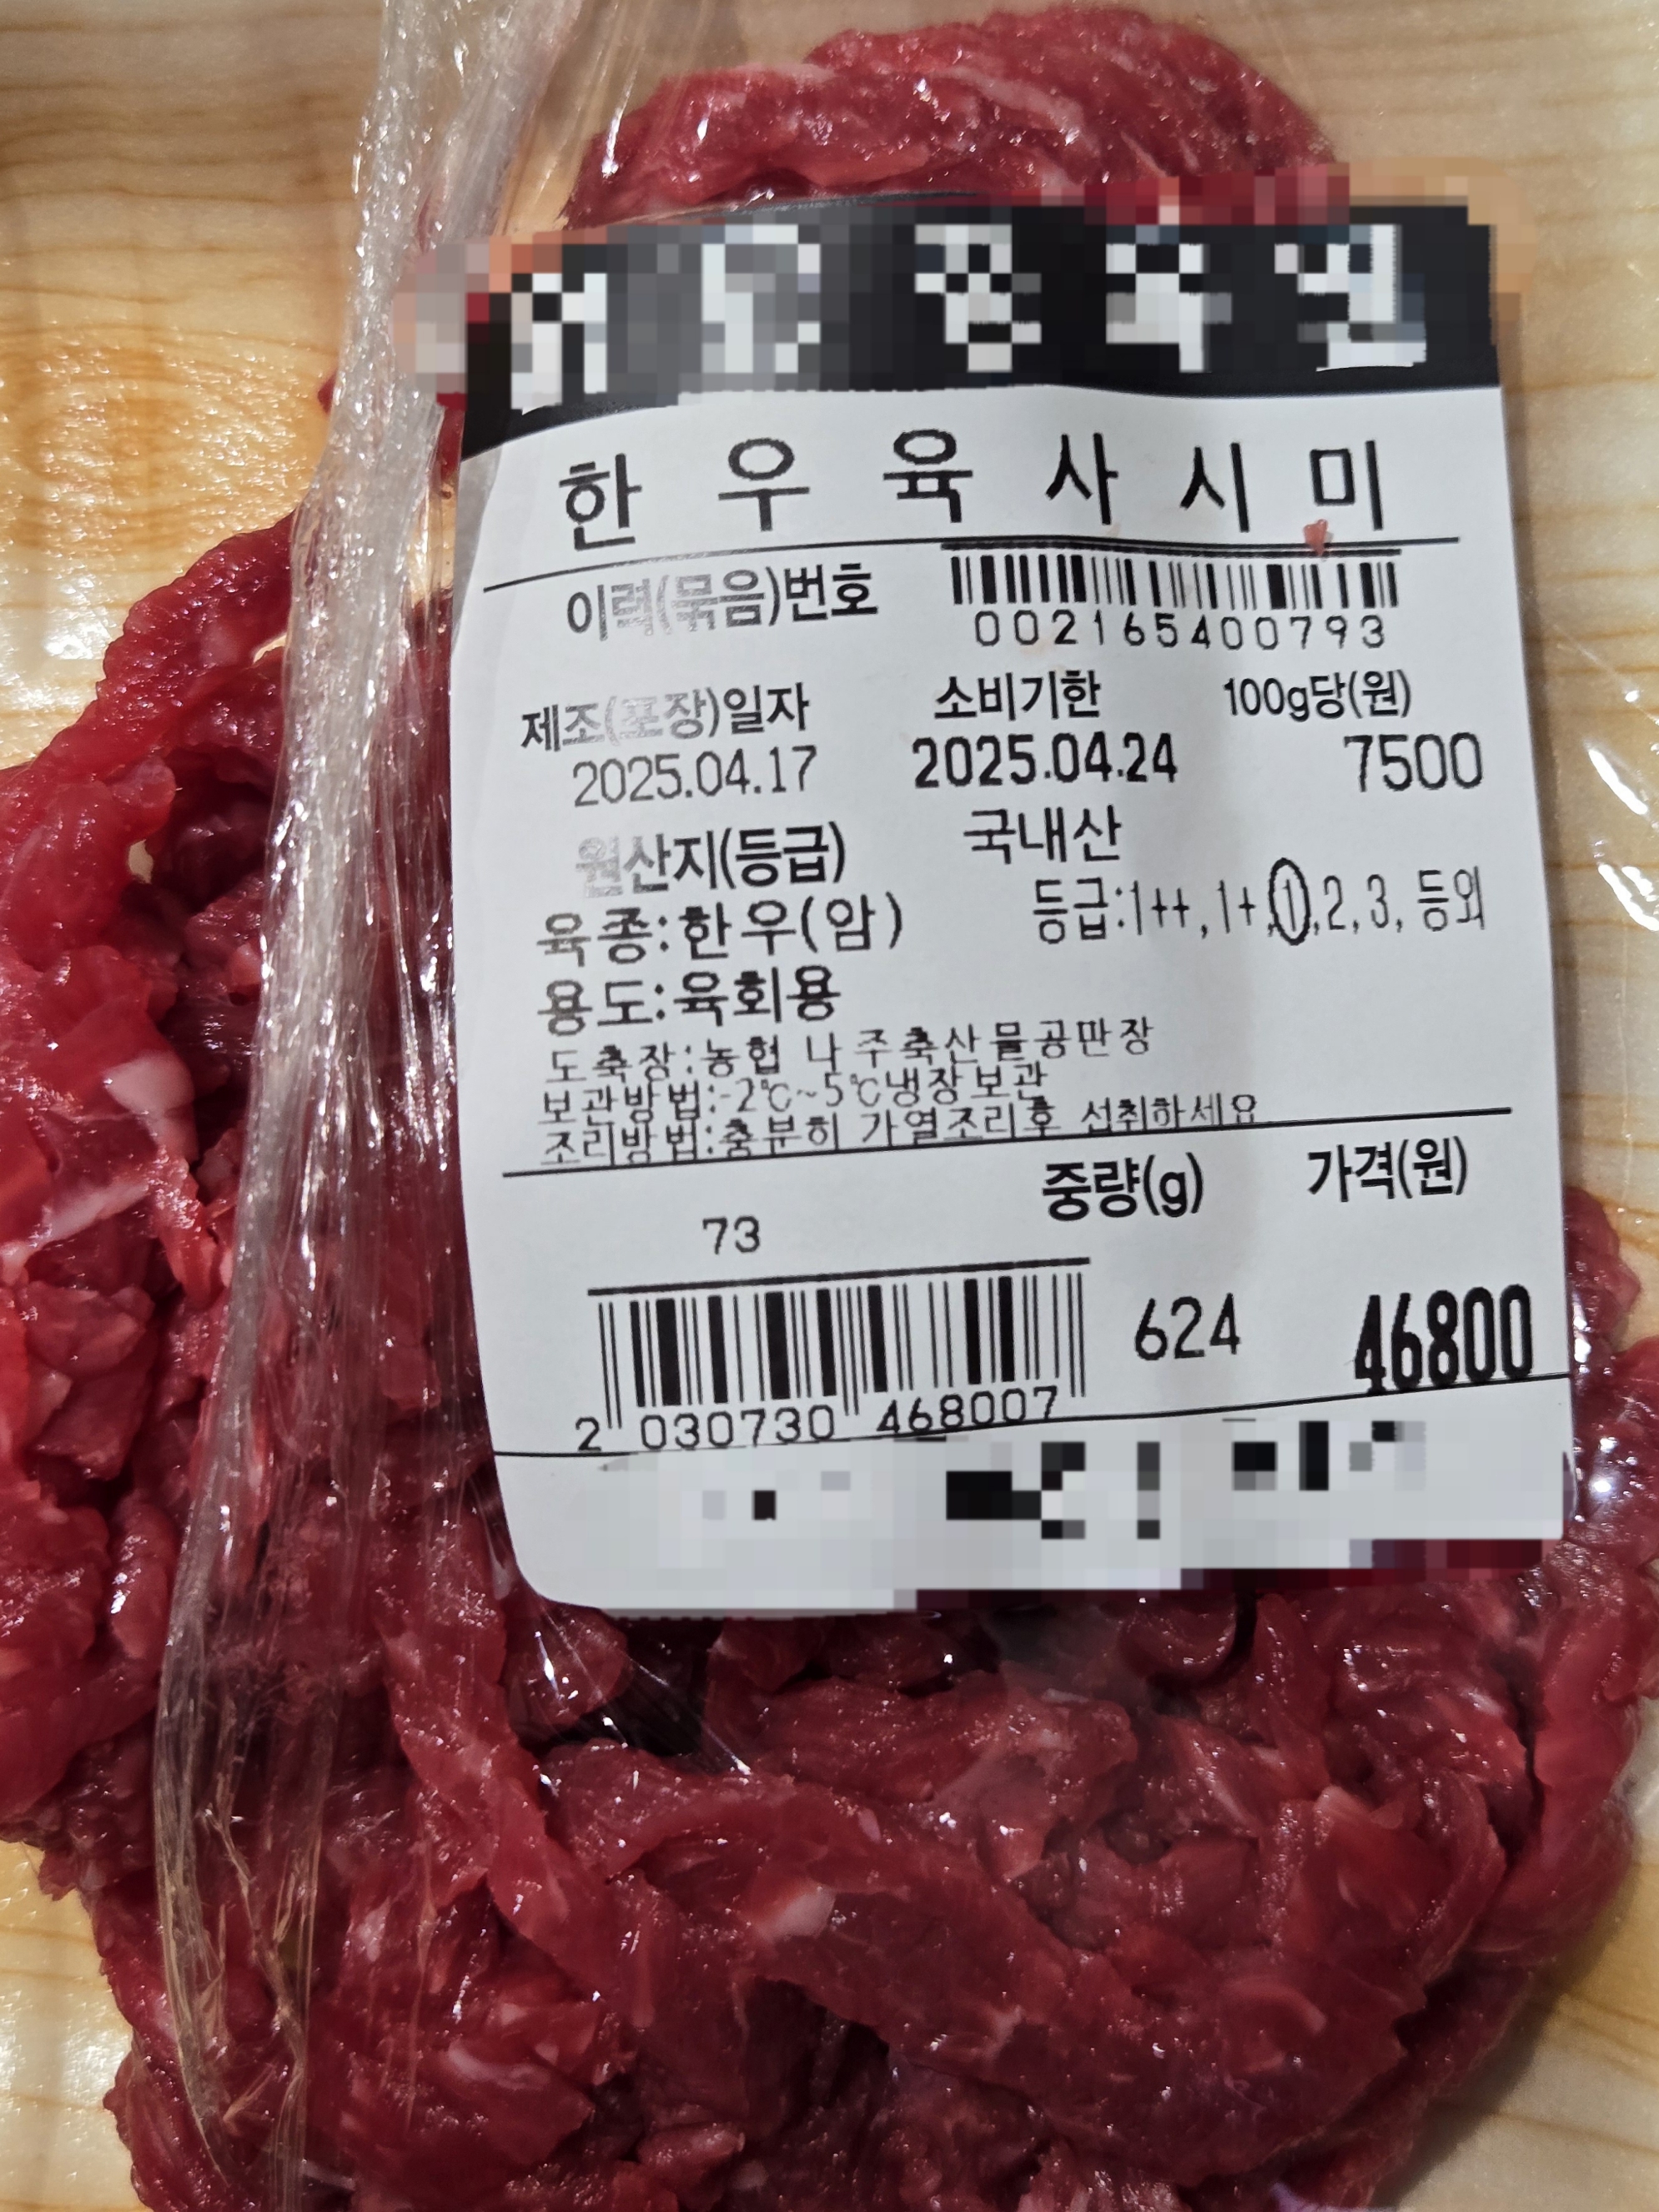 한우육사시미
이력(묶음)번호
002165400793
제조(포장)일자 소비기한 100g당(원)
2025.04.17 2025.04.24 7500
원산지(등급) 국내산
육종:한우(암) 등급:1++,1+,1,2,3, 등외
용도:육회용
도축장:농협 나주축산물공판장
보관방법:-2℃~5℃냉장보관
조리방법:충분히 가열조리후 섭취하세요
중량(g) 가격(원)
73
624 46800
2 030730 468007